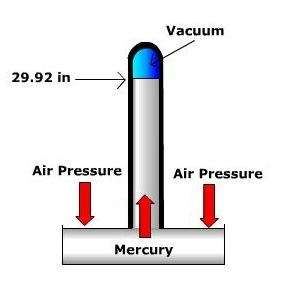 Vacuum
29.92 in
Air Pressure
Air Pressure
Mercury